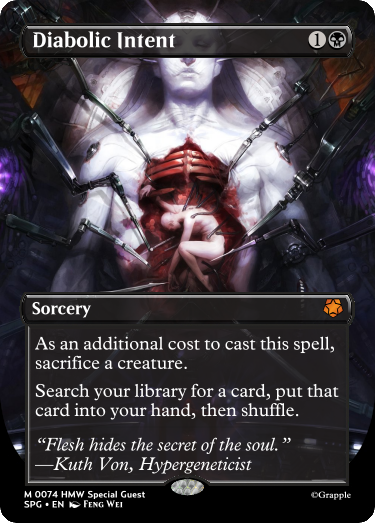 Diabolic Intent 1
Sorcery
As an additional cost to cast this spell,
sacrifice a creature.
Search your library for a card, put that
card into your hand, then shuffle.
“Flesh hides the secret of the soul.”
—Kuth Von, Hypergeneticist
M 0074 HMW Special Guest
SPG • EN Feng Wei
©Grapple